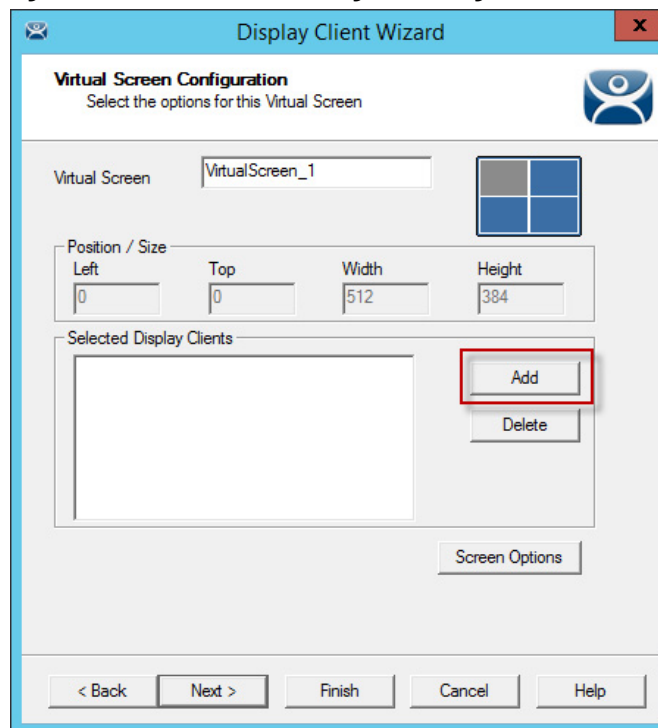 Display Client Wizard
x
Virtual Screen Configuration
Select the options for this Virtual Screen
Virtual Screen
VirtualScreen_1
Position / Size
Left Top Width Height
0 0 512 384
Selected Display Clients
Add
Delete
Screen Options
< Back Next > Finish Cancel Help